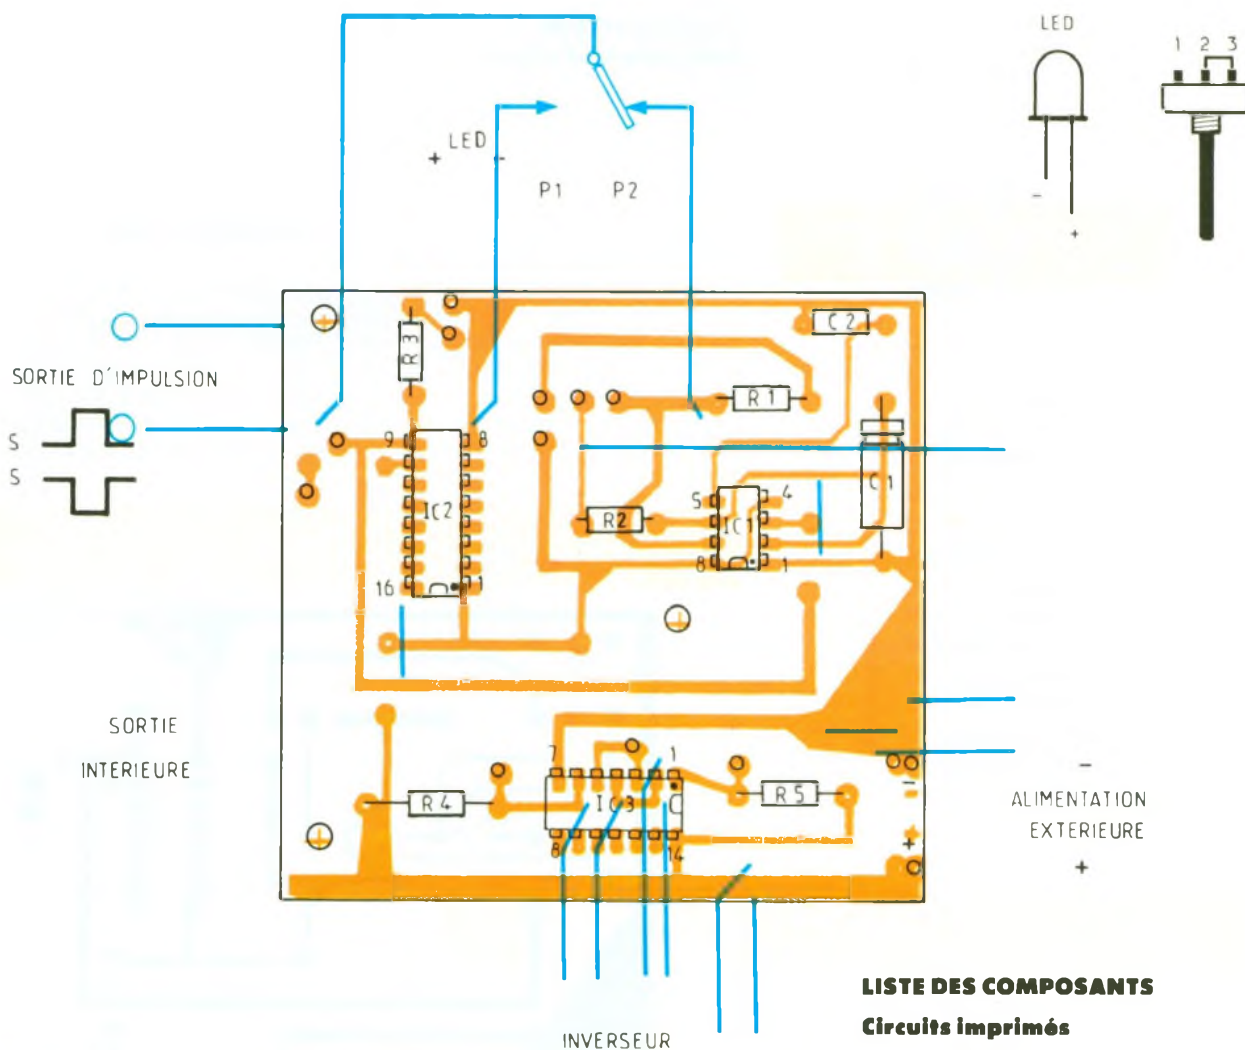 LED
1 2 3
-
+
LED
+ -
P1 P2
SORTIE D'IMPULSION
S
S
R3
C2
R1
9 8
C1
5 4
IC2
R2
IC1
8 1
16 1
SORTIE
INTERIEURE
7 1
-
R4
IC3
R5
-
ALIMENTATION
EXTERIEURE
+
8 14
+
INVERSEUR
LISTE DES COMPOSANTS
Circuits imprimés